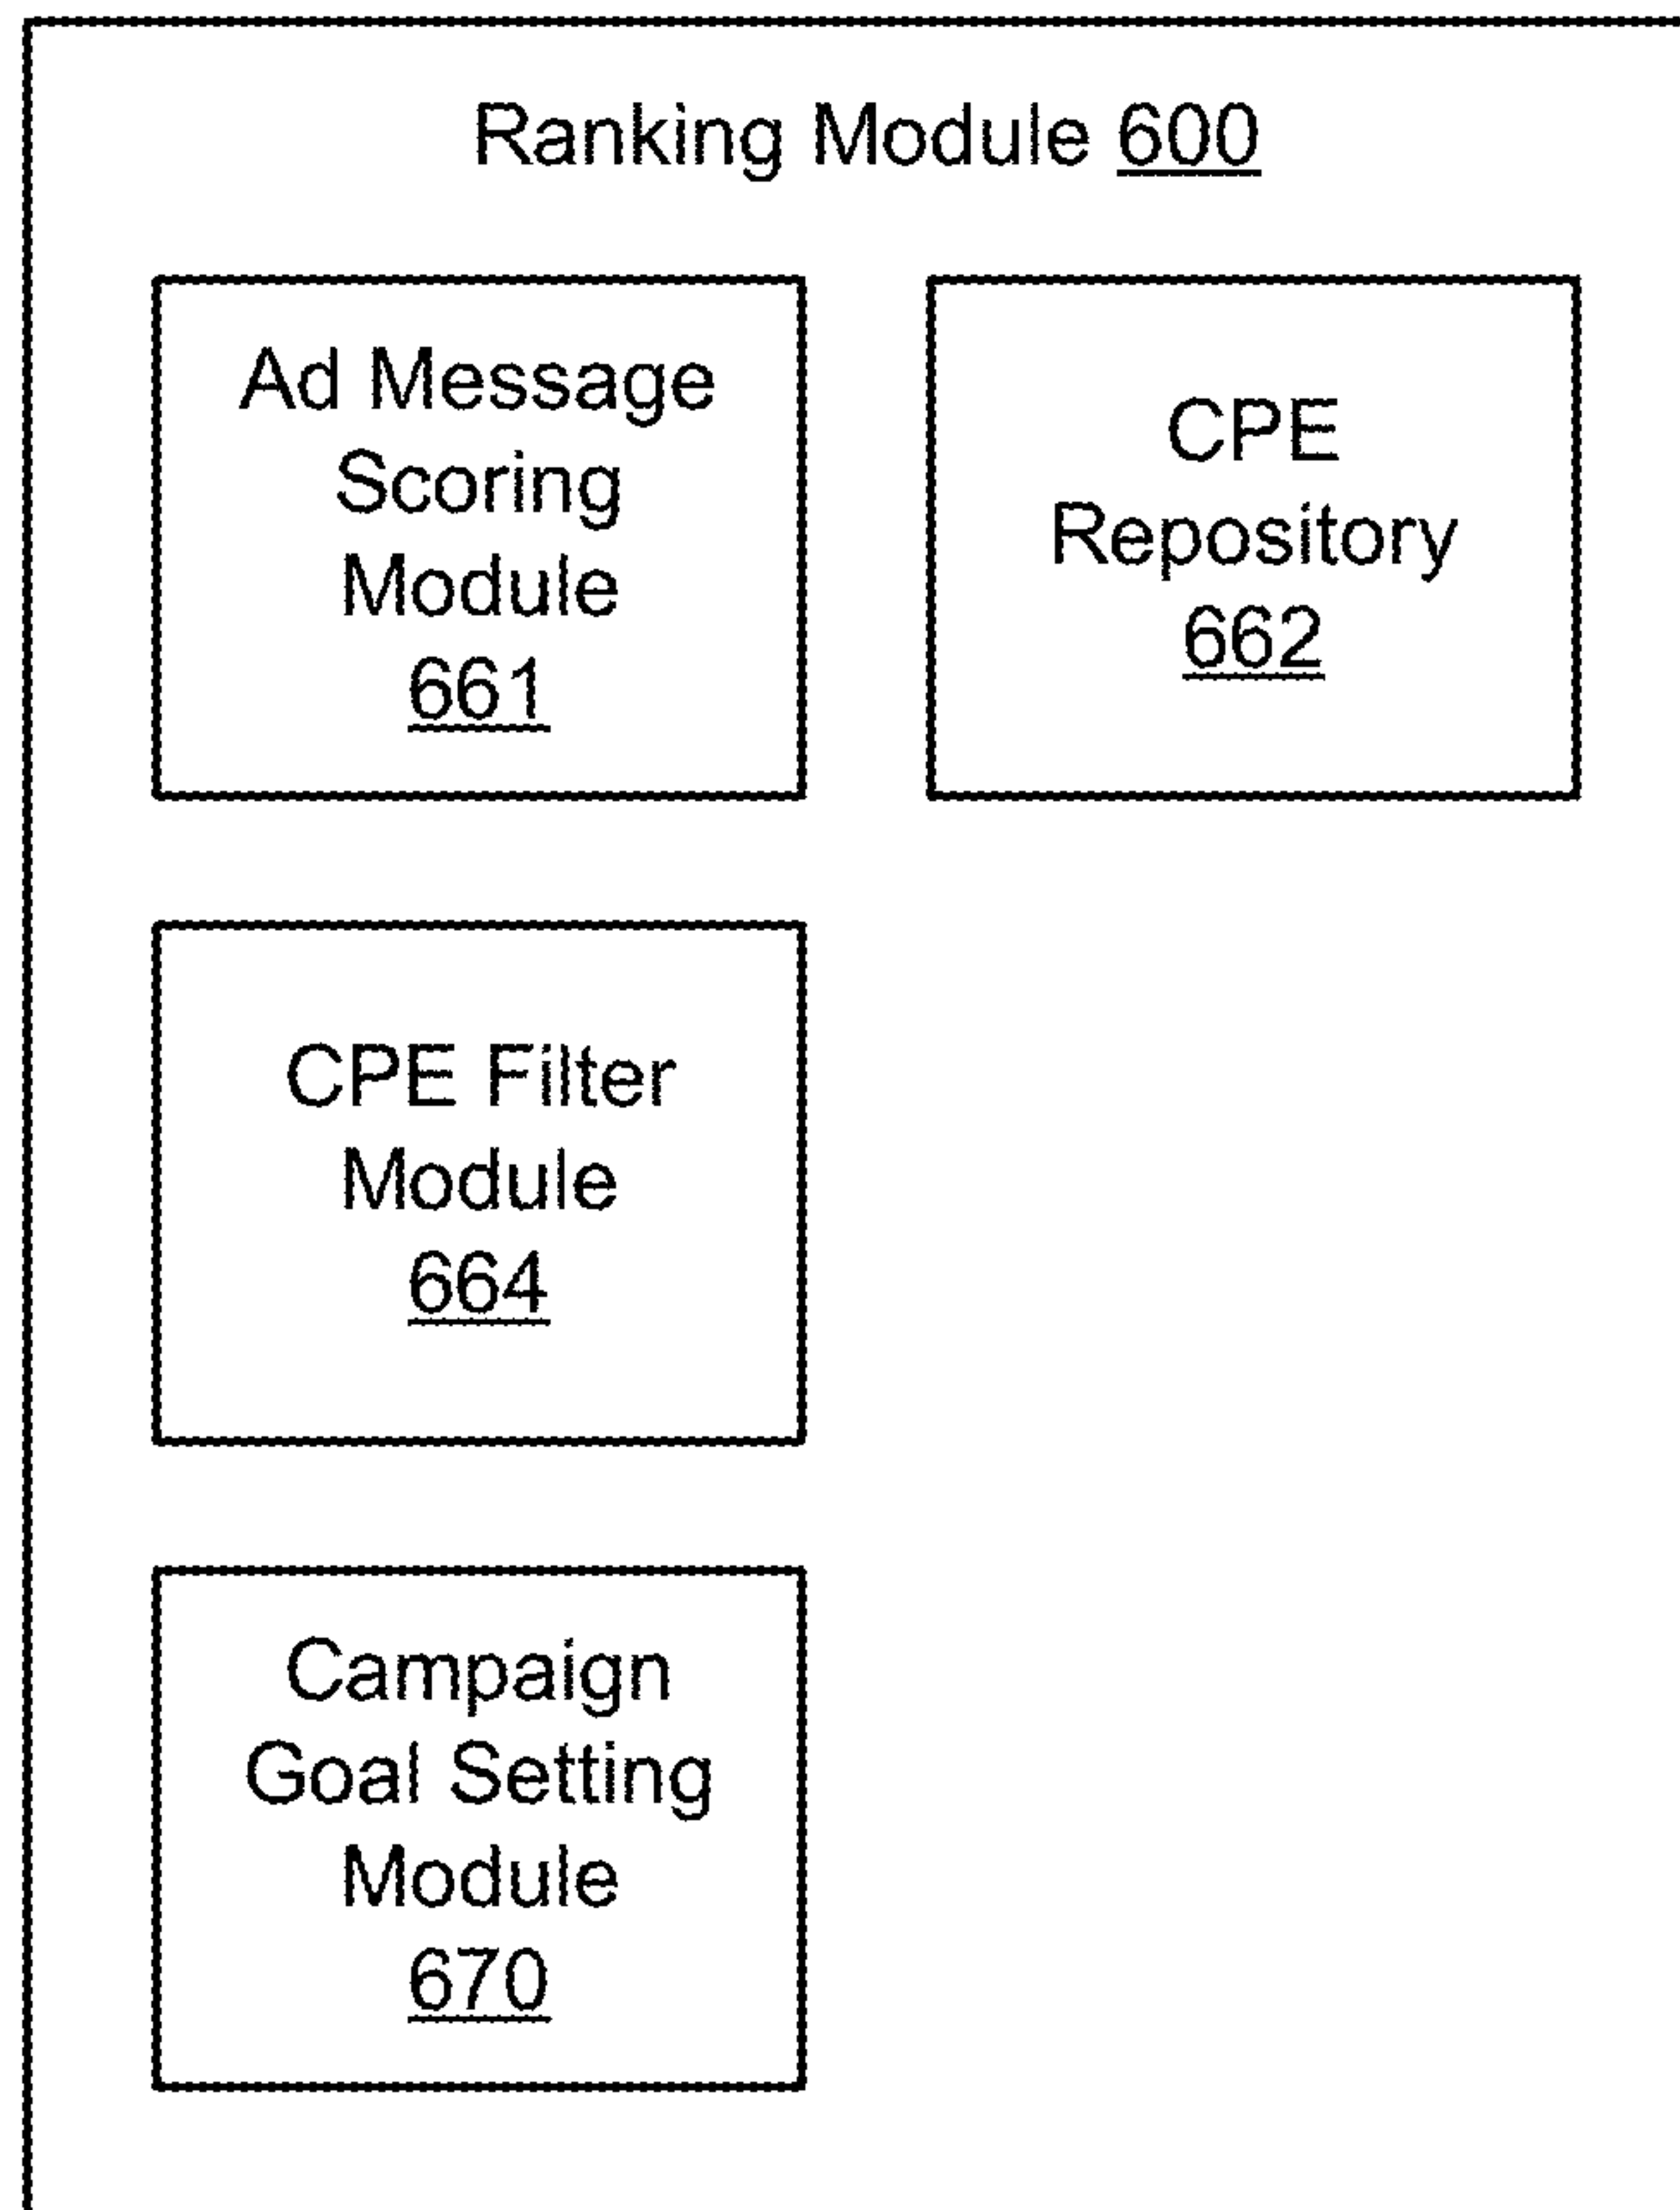 Ranking Module 600
Ad Message
Scoring
Module
661
CPE
Repository
662
CPE Filter
Module
664
Campaign
Goal Setting
Module
670